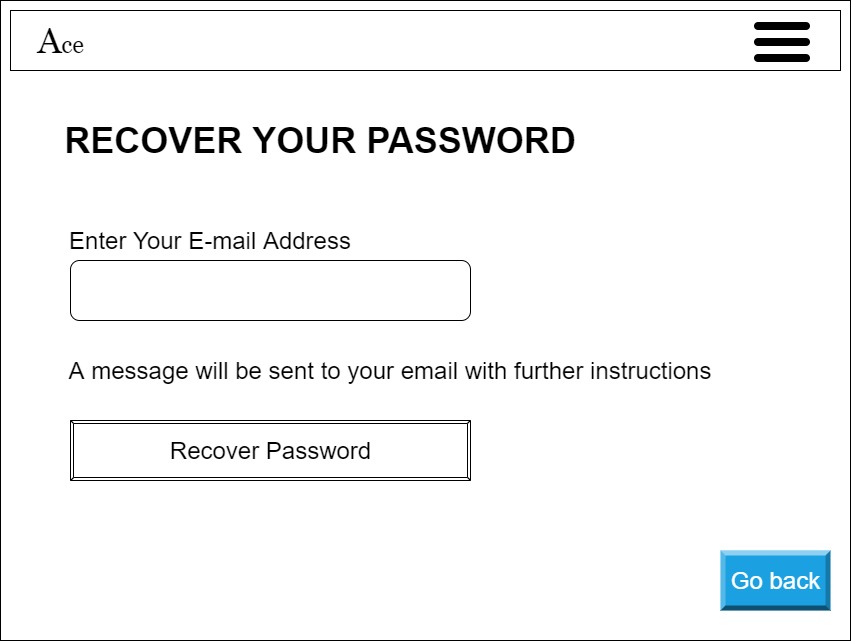 Ace
RECOVER YOUR PASSWORD
Enter Your E-mail Address
A message will be sent to your email with further instructions
Recover Password
Go back